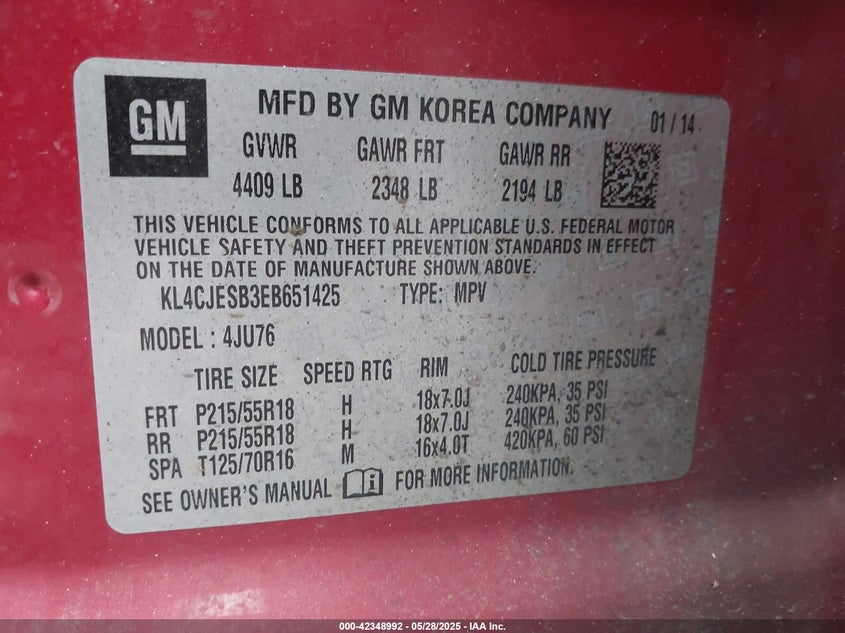 GM
MFD BY GM KOREA COMPANY 01 / 14
GVWR GAWR FRT GAWR RR
4409 LB 2348 LB 2194 LB
THIS VEHICLE CONFORMS TO ALL APPLICABLE U.S. FEDERAL MOTOR
VEHICLE SAFETY AND THEFT PREVENTION STANDARDS IN EFFECT
ON THE DATE OF MANUFACTURE SHOWN ABOVE.
KL4CJESB3EB651425 TYPE: MPV
MODEL : 4JU76
TIRE SIZE SPEED RTG RIM COLD TIRE PRESSURE
FRT P215/55R18 H 18x7.0J 240KPA, 35 PSI
RR P215/55R18 H 18x7.0J 240KPA, 35 PSI
SPA T125/70R16 M 16x4.0T 420KPA, 60 PSI
SEE OWNER'S MANUAL i FOR MORE INFORMATION.
000-42348992 - 05/28/2025 - IAA Inc.